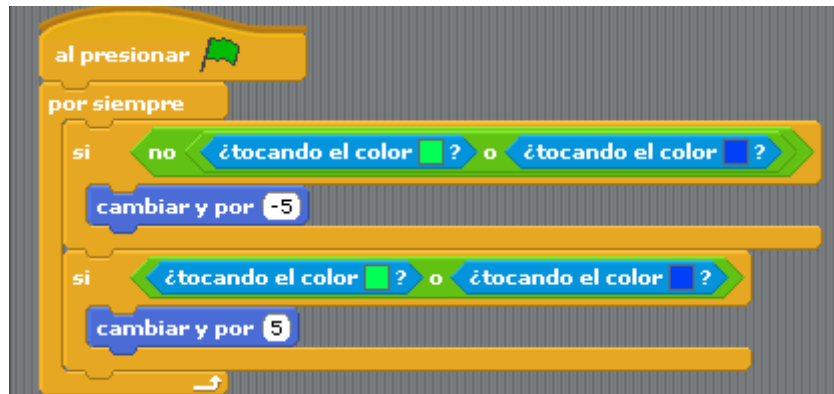 al presionar
por siempre
si no ¿tocando el color ? o ¿tocando el color ?
cambiar y por -5
si ¿tocando el color ? o ¿tocando el color ?
cambiar y por 5